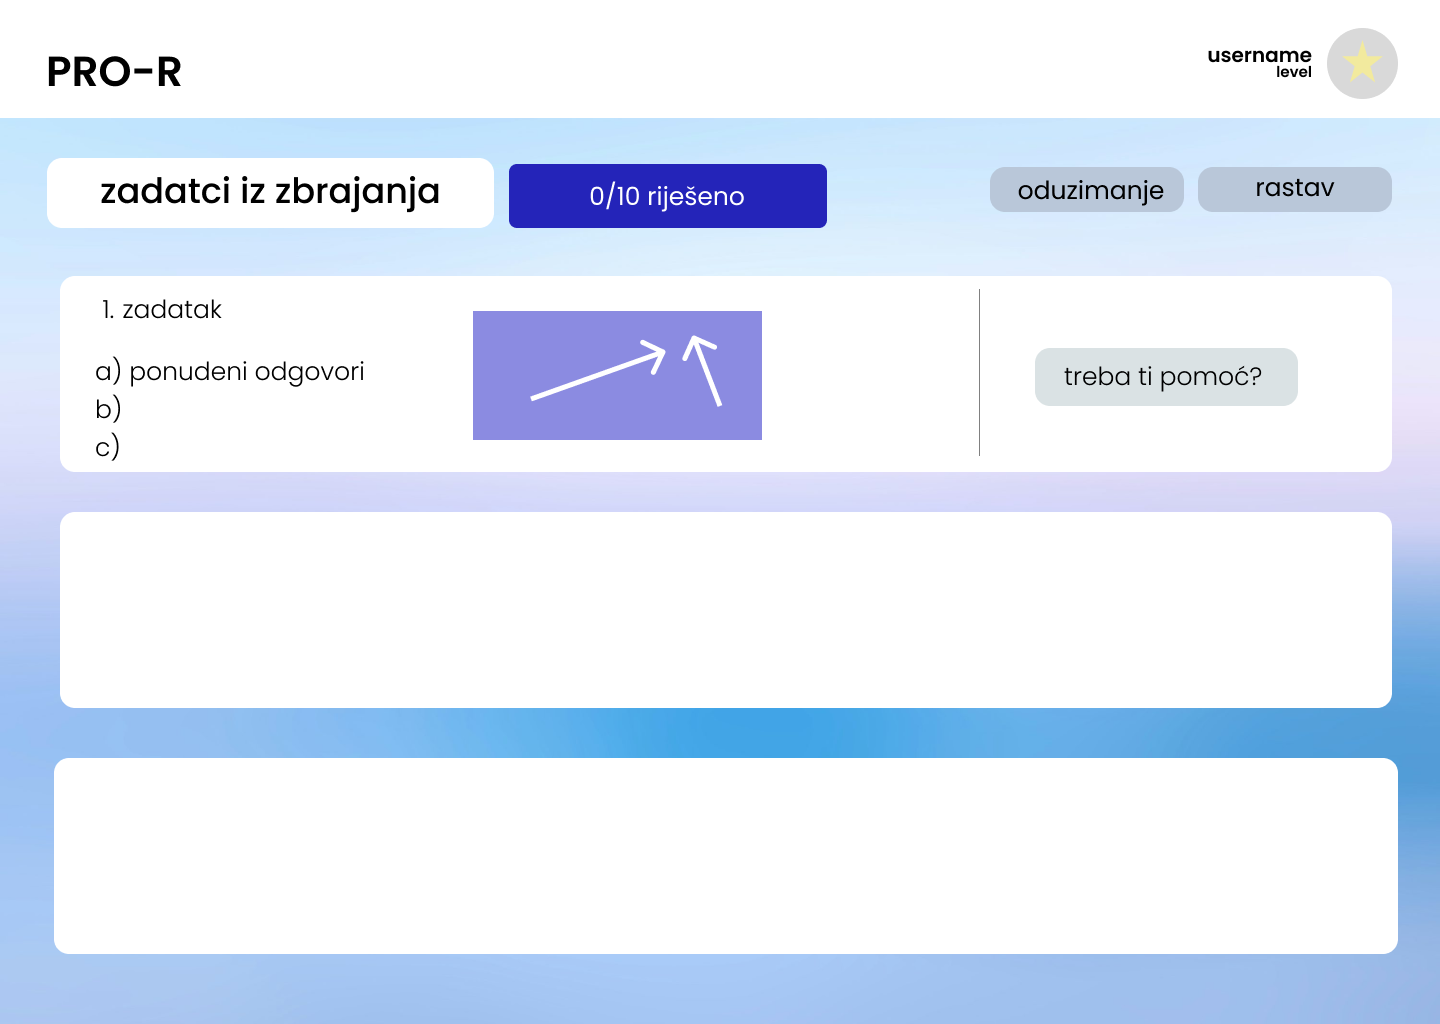 PRO-R
username
level
zadatci iz zbrajanja
0/10 riješeno
oduzimanje
rastav
1. zadatak
a) ponudeni odgovori
b)
c)
treba ti pomoć?